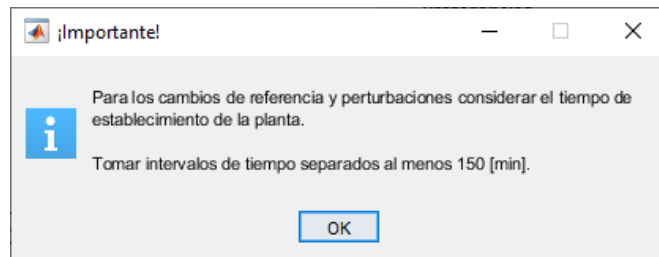 ¡Importante!
Para los cambios de referencia y perturbaciones considerar el tiempo de
establecimiento de la planta.
Tomar intervalos de tiempo separados al menos 150 [min].
OK